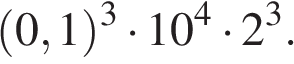 (0,1)³ · 10⁴ · 2³.